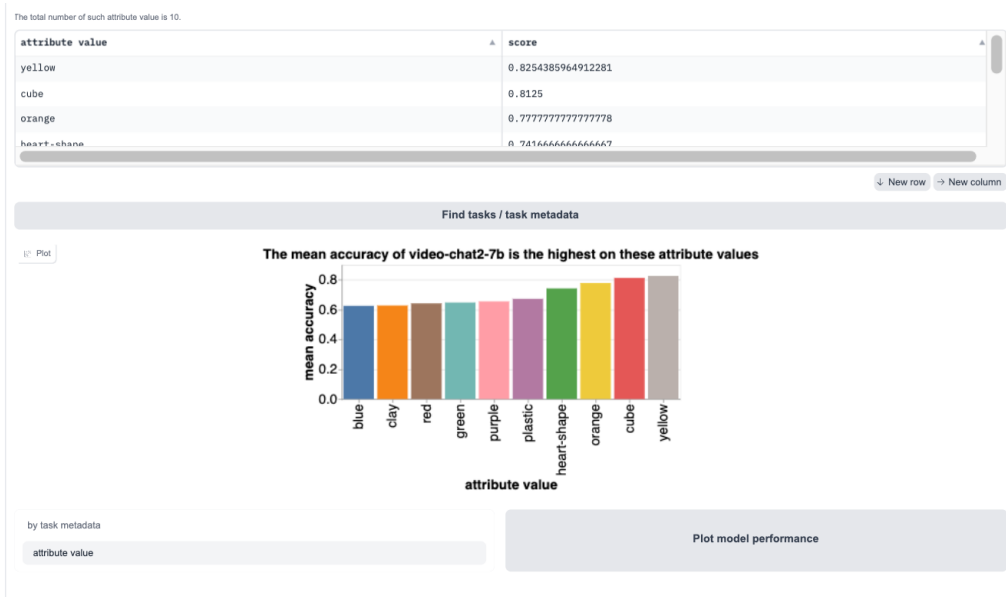 The total number of such attribute value is 10.
attribute value ▲ score ▲
yellow 0.8254385964912281
cube 0.8125
orange 0.7777777777777778
heart-shape 0.7416666666666667
↓ New row → New column
Find tasks / task metadata
Plot
The mean accuracy of video-chat2-7b is the highest on these attribute values
mean accuracy
0.8
0.6
0.4
0.2
0.0
blue
clay
red
green
purple
plastic
heart-shape
orange
cube
yellow
attribute value
by task metadata
attribute value
Plot model performance